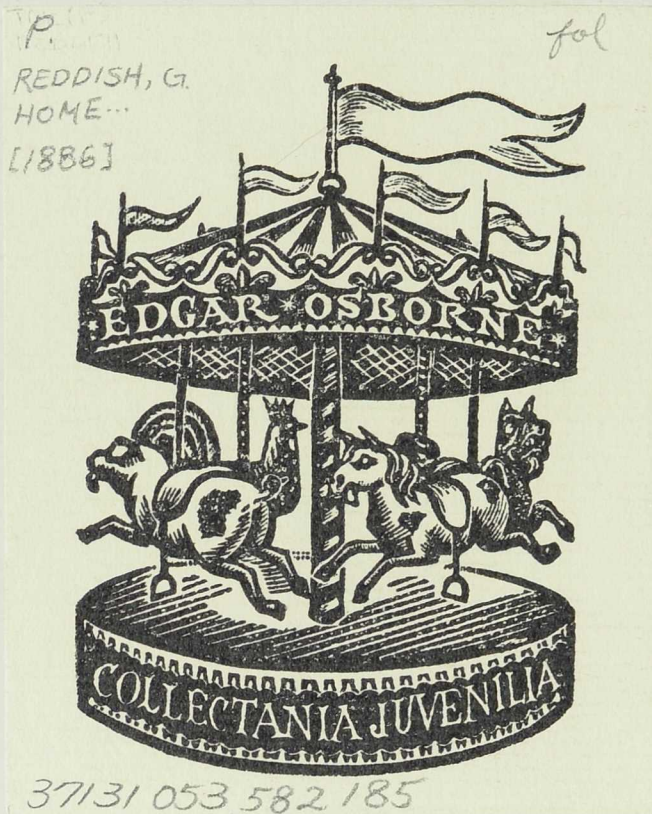 P.
fol
REDDISH, G.
HOME...
[1886]
*EDGAR * OSBORNE*
COLLECTANIA JUVENILIA
37131 053 582 185